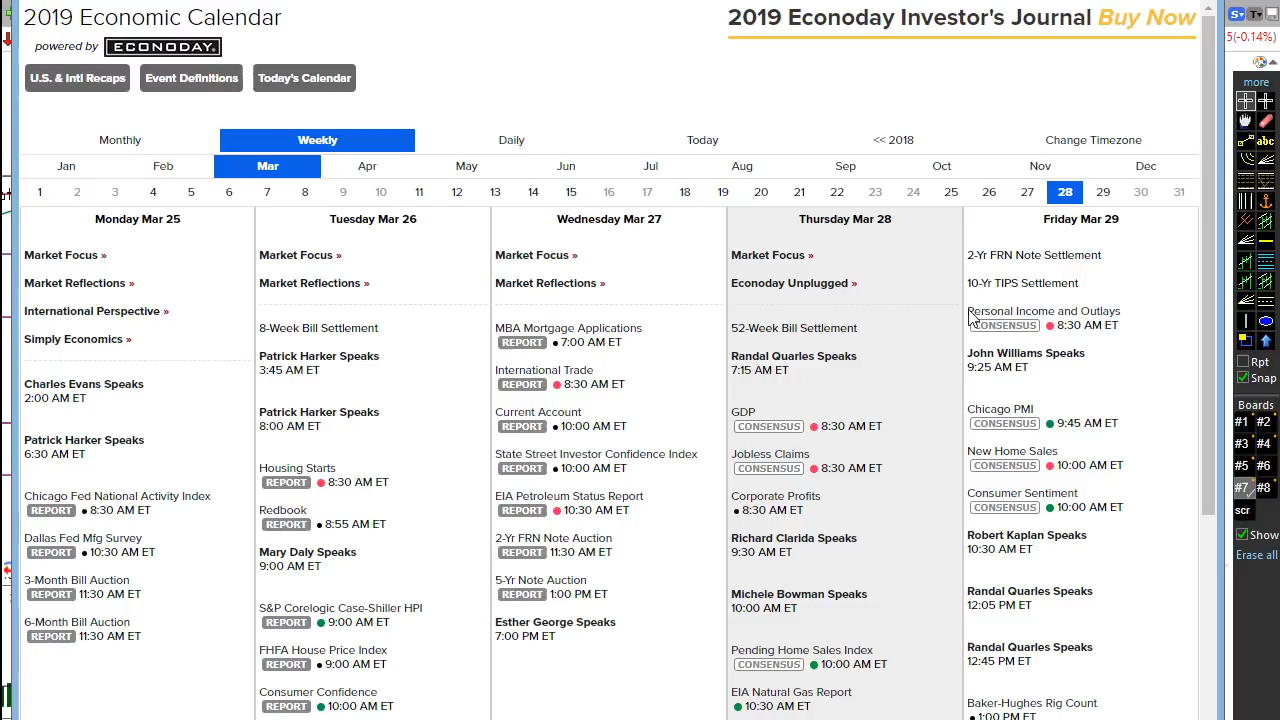 2019 Economic Calendar
2019 Econoday Investor's Journal Buy Now
powered by ECONODAY.
U.S. & Intl Recaps Event Definitions Today's Calendar
Monthly Weekly Daily Today << 2018 Change Timezone
Jan Feb Mar Apr May Jun Jul Aug Sep Oct Nov Dec
1 2 3 4 5 6 7 8 9 10 11 12 13 14 15 16 17 18 19 20 21 22 23 24 25 26 27 28 29 30 31
Monday Mar 25
Market Focus »
Market Reflections »
International Perspective »
Simply Economics »
Charles Evans Speaks
2:00 AM ET
Patrick Harker Speaks
6:30 AM ET
Chicago Fed National Activity Index
REPORT 8:30 AM ET
Dallas Fed Mfg Survey
REPORT 10:30 AM ET
3-Month Bill Auction
REPORT 11:30 AM ET
6-Month Bill Auction
REPORT 11:30 AM ET
Tuesday Mar 26
Market Focus »
Market Reflections »
8-Week Bill Settlement
Patrick Harker Speaks
3:45 AM ET
Patrick Harker Speaks
8:00 AM ET
Housing Starts
REPORT 8:30 AM ET
Redbook
REPORT 8:55 AM ET
Mary Daly Speaks
9:00 AM ET
S&P Corelogic Case-Shiller HPI
REPORT 9:00 AM ET
FHFA House Price Index
REPORT 9:00 AM ET
Consumer Confidence
REPORT 10:00 AM ET
Wednesday Mar 27
Market Focus »
Market Reflections »
MBA Mortgage Applications
REPORT 7:00 AM ET
International Trade
REPORT 8:30 AM ET
Current Account
REPORT 10:00 AM ET
State Street Investor Confidence Index
REPORT 10:00 AM ET
EIA Petroleum Status Report
REPORT 10:30 AM ET
2-Yr FRN Note Auction
REPORT 11:30 AM ET
5-Yr Note Auction
REPORT 1:00 PM ET
Esther George Speaks
7:00 PM ET
Thursday Mar 28
Market Focus »
Econoday Unplugged »
52-Week Bill Settlement
Randal Quarles Speaks
7:15 AM ET
GDP
CONSENSUS 8:30 AM ET
Jobless Claims
CONSENSUS 8:30 AM ET
Corporate Profits
8:30 AM ET
Richard Clarida Speaks
9:30 AM ET
Michele Bowman Speaks
10:00 AM ET
Pending Home Sales Index
CONSENSUS 10:00 AM ET
EIA Natural Gas Report
10:30 AM ET
Friday Mar 29
2-Yr FRN Note Settlement
10-Yr TIPS Settlement
Personal Income and Outlays
CONSENSUS 8:30 AM ET
John Williams Speaks
9:25 AM ET
Chicago PMI
CONSENSUS 9:45 AM ET
New Home Sales
CONSENSUS 10:00 AM ET
Consumer Sentiment
CONSENSUS 10:00 AM ET
Robert Kaplan Speaks
10:30 AM ET
Randal Quarles Speaks
12:05 PM ET
Randal Quarles Speaks
12:45 PM ET
Baker-Hughes Rig Count
1:00 PM ET
S T
5(-0.14%)
more
abc
Rpt
Snap
Boards
#1 #2
#3 #4
#5 #6
#7 #8
scr
Show
Erase all